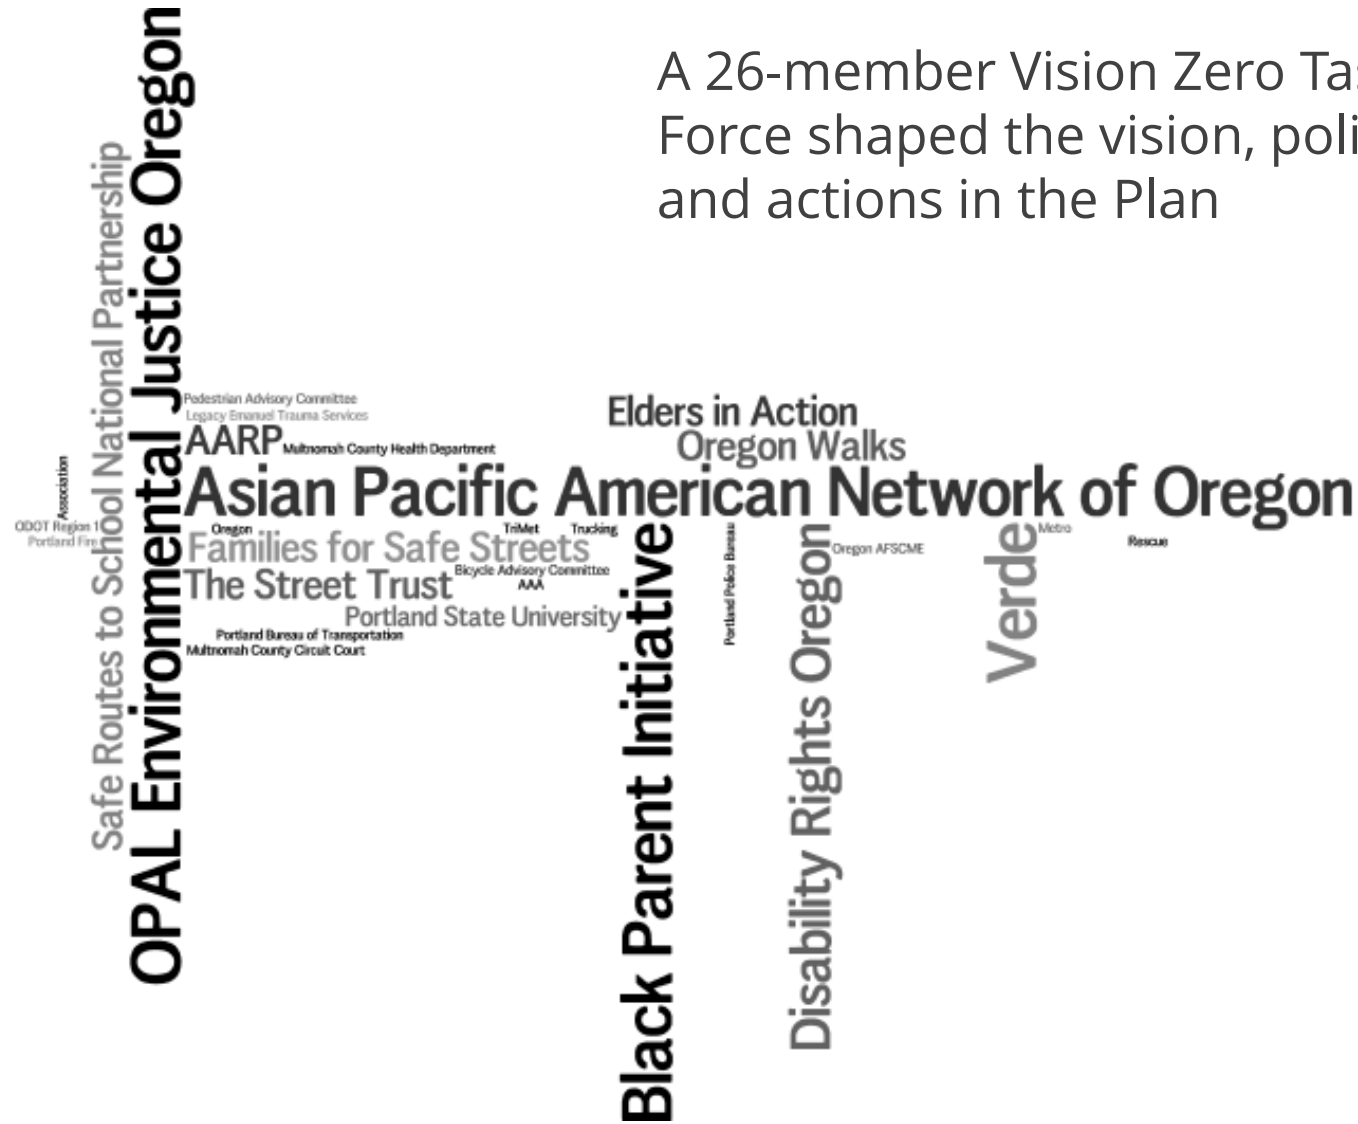 A 26-member Vision Zero Tas
Force shaped the vision, poli
and actions in the Plan
OPAL Environmental Justice Oregon
Safe Routes to School National Partnership
Pedestrian Advisory Committee
Legacy Emanuel Trauma Services
AARP
Multnomah County Health Department
Elders in Action
Oregon Walks
Asian Pacific American Network of Oregon
Association
ODOT Region 1
Portland Fire
Oregon
TriMet
Trucking
Families for Safe Streets
The Street Trust
Bicycle Advisory Committee
AAA
Portland State University
Portland Bureau of Transportation
Multnomah County Circuit Court
Black Parent Initiative
Portland Police Bureau
Disability Rights Oregon
Oregon AFSCME
Verde
Metro
Rescue